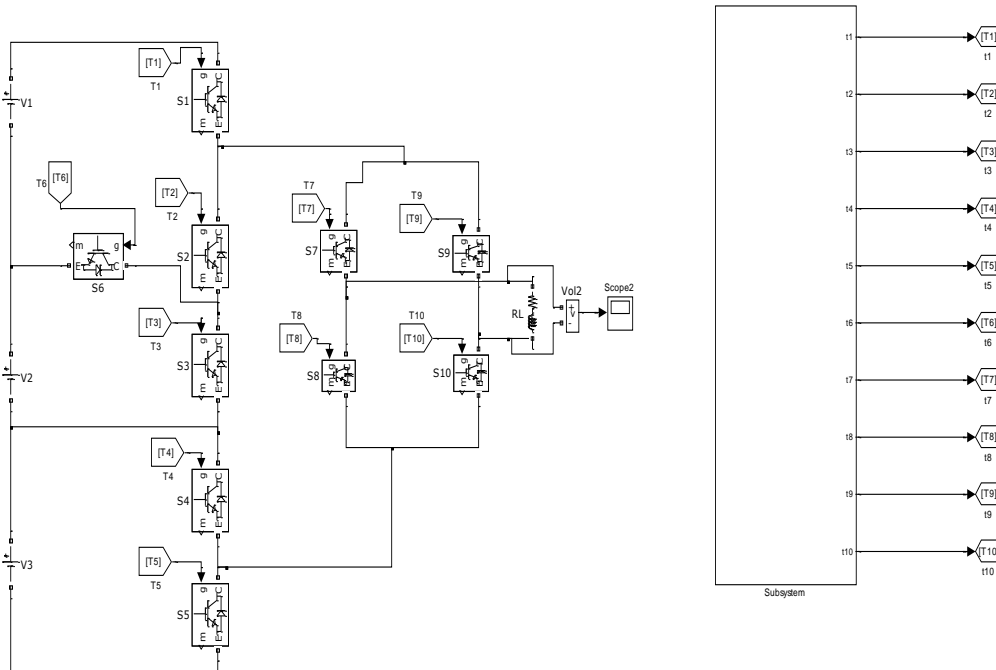 [T1]
T1
g
C
S1
m
E
+
V1
[T6]
T6
m
g
E
C
S6
[T2]
T2
g
C
S2
m
E
[T3]
T3
g
C
S3
m
E
+
V2
[T4]
T4
g
C
S4
m
E
+
V3
[T5]
T5
g
C
S5
m
E
T7
[T7]
g
C
S7
m
E
T9
[T9]
g
C
S9
m
E
T8
[T8]
g
C
S8
m
E
T10
[T10]
g
C
S10
m
E
RL
Vol2
+
v
-
Scope2
t1
t2
t3
t4
t5
t6
t7
t8
t9
t10
Subsystem
[T1]
t1
[T2]
t2
[T3]
t3
[T4]
t4
[T5]
t5
[T6]
t6
[T7]
t7
[T8]
t8
[T9]
t9
[T10
t10